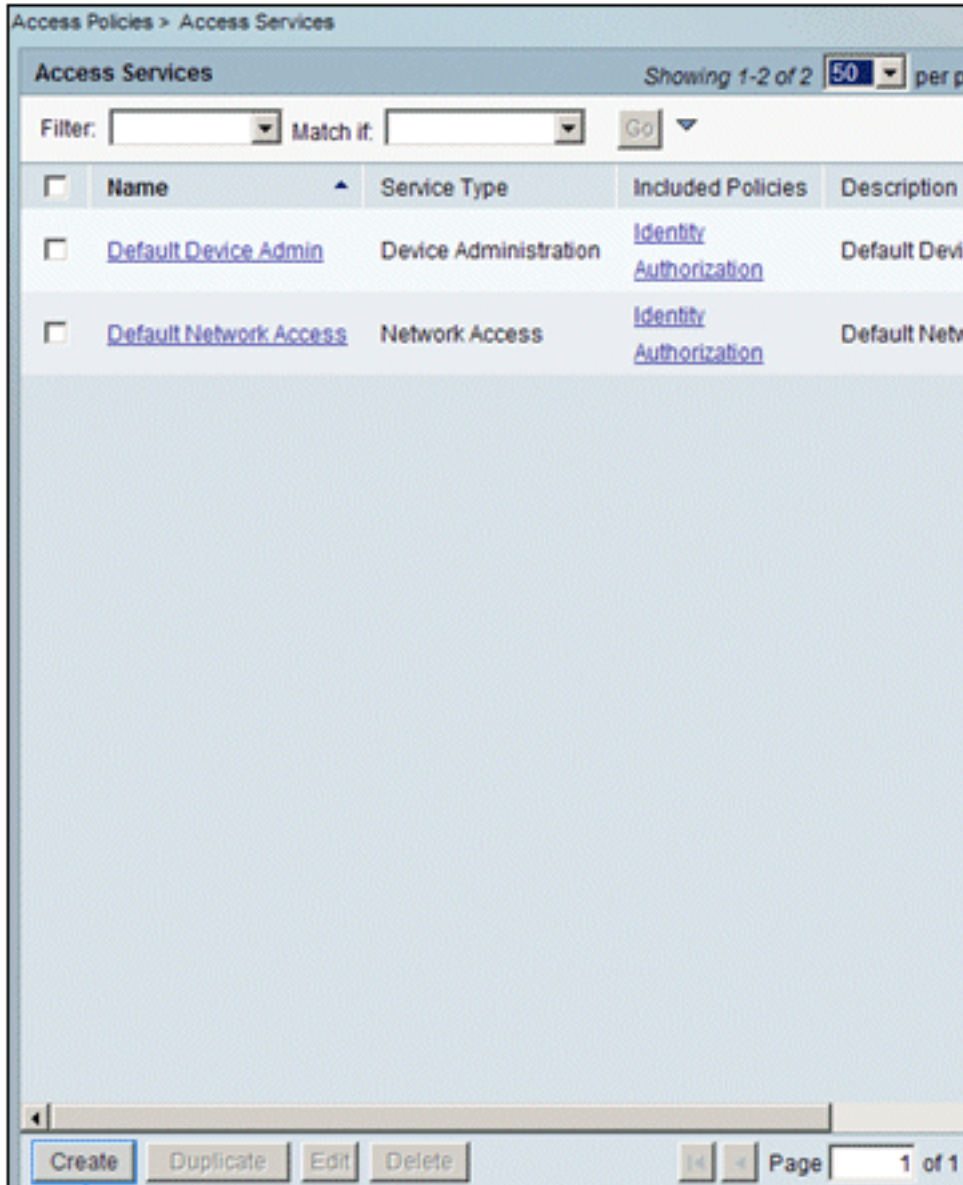 Access Policies > Access Services
Access Services Showing 1-2 of 2 50 per p
Filter: Match if: Go
Name Service Type Included Policies Description
Default Device Admin Device Administration Identity Authorization Default Devi
Default Network Access Network Access Identity Authorization Default Netw
Create Duplicate Edit Delete Page 1 of 1